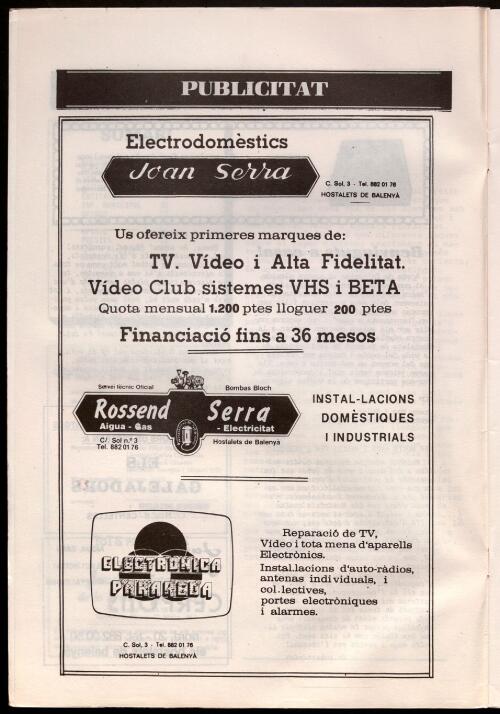 PUBLICITAT
Electrodomèstics
Joan Serra
C. Sol, 3 - Tel. 882 01 76
HOSTALETS DE BALENYÀ
Us ofereix primeres marques de:
TV. Vídeo i Alta Fidelitat.
Vídeo Club sistemes VHS i BETA
Quota mensual 1.200 ptes lloguer 200 ptes
Financiació fins a 36 mesos
Servei tècnic Oficial
Bombas Bloch
Rossend Serra
Aigua - Gas - Electricitat
C/. Sol n.º 3
Tel. 882 01 76
Hostalets de Balenyà
INSTAL-LACIONS
DOMÈSTIQUES
I INDUSTRIALS
ELECTRONICA
PARAREDA
C. Sol, 3 - Tel. 882 01 76
HOSTALETS DE BALENYÀ
Reparació de TV,
Vídeo i tota mena d'aparells
Electrònics.
Instal.lacions d'auto-ràdios,
antenas individuals, i
col.lectives,
portes electròniques
i alarmes.